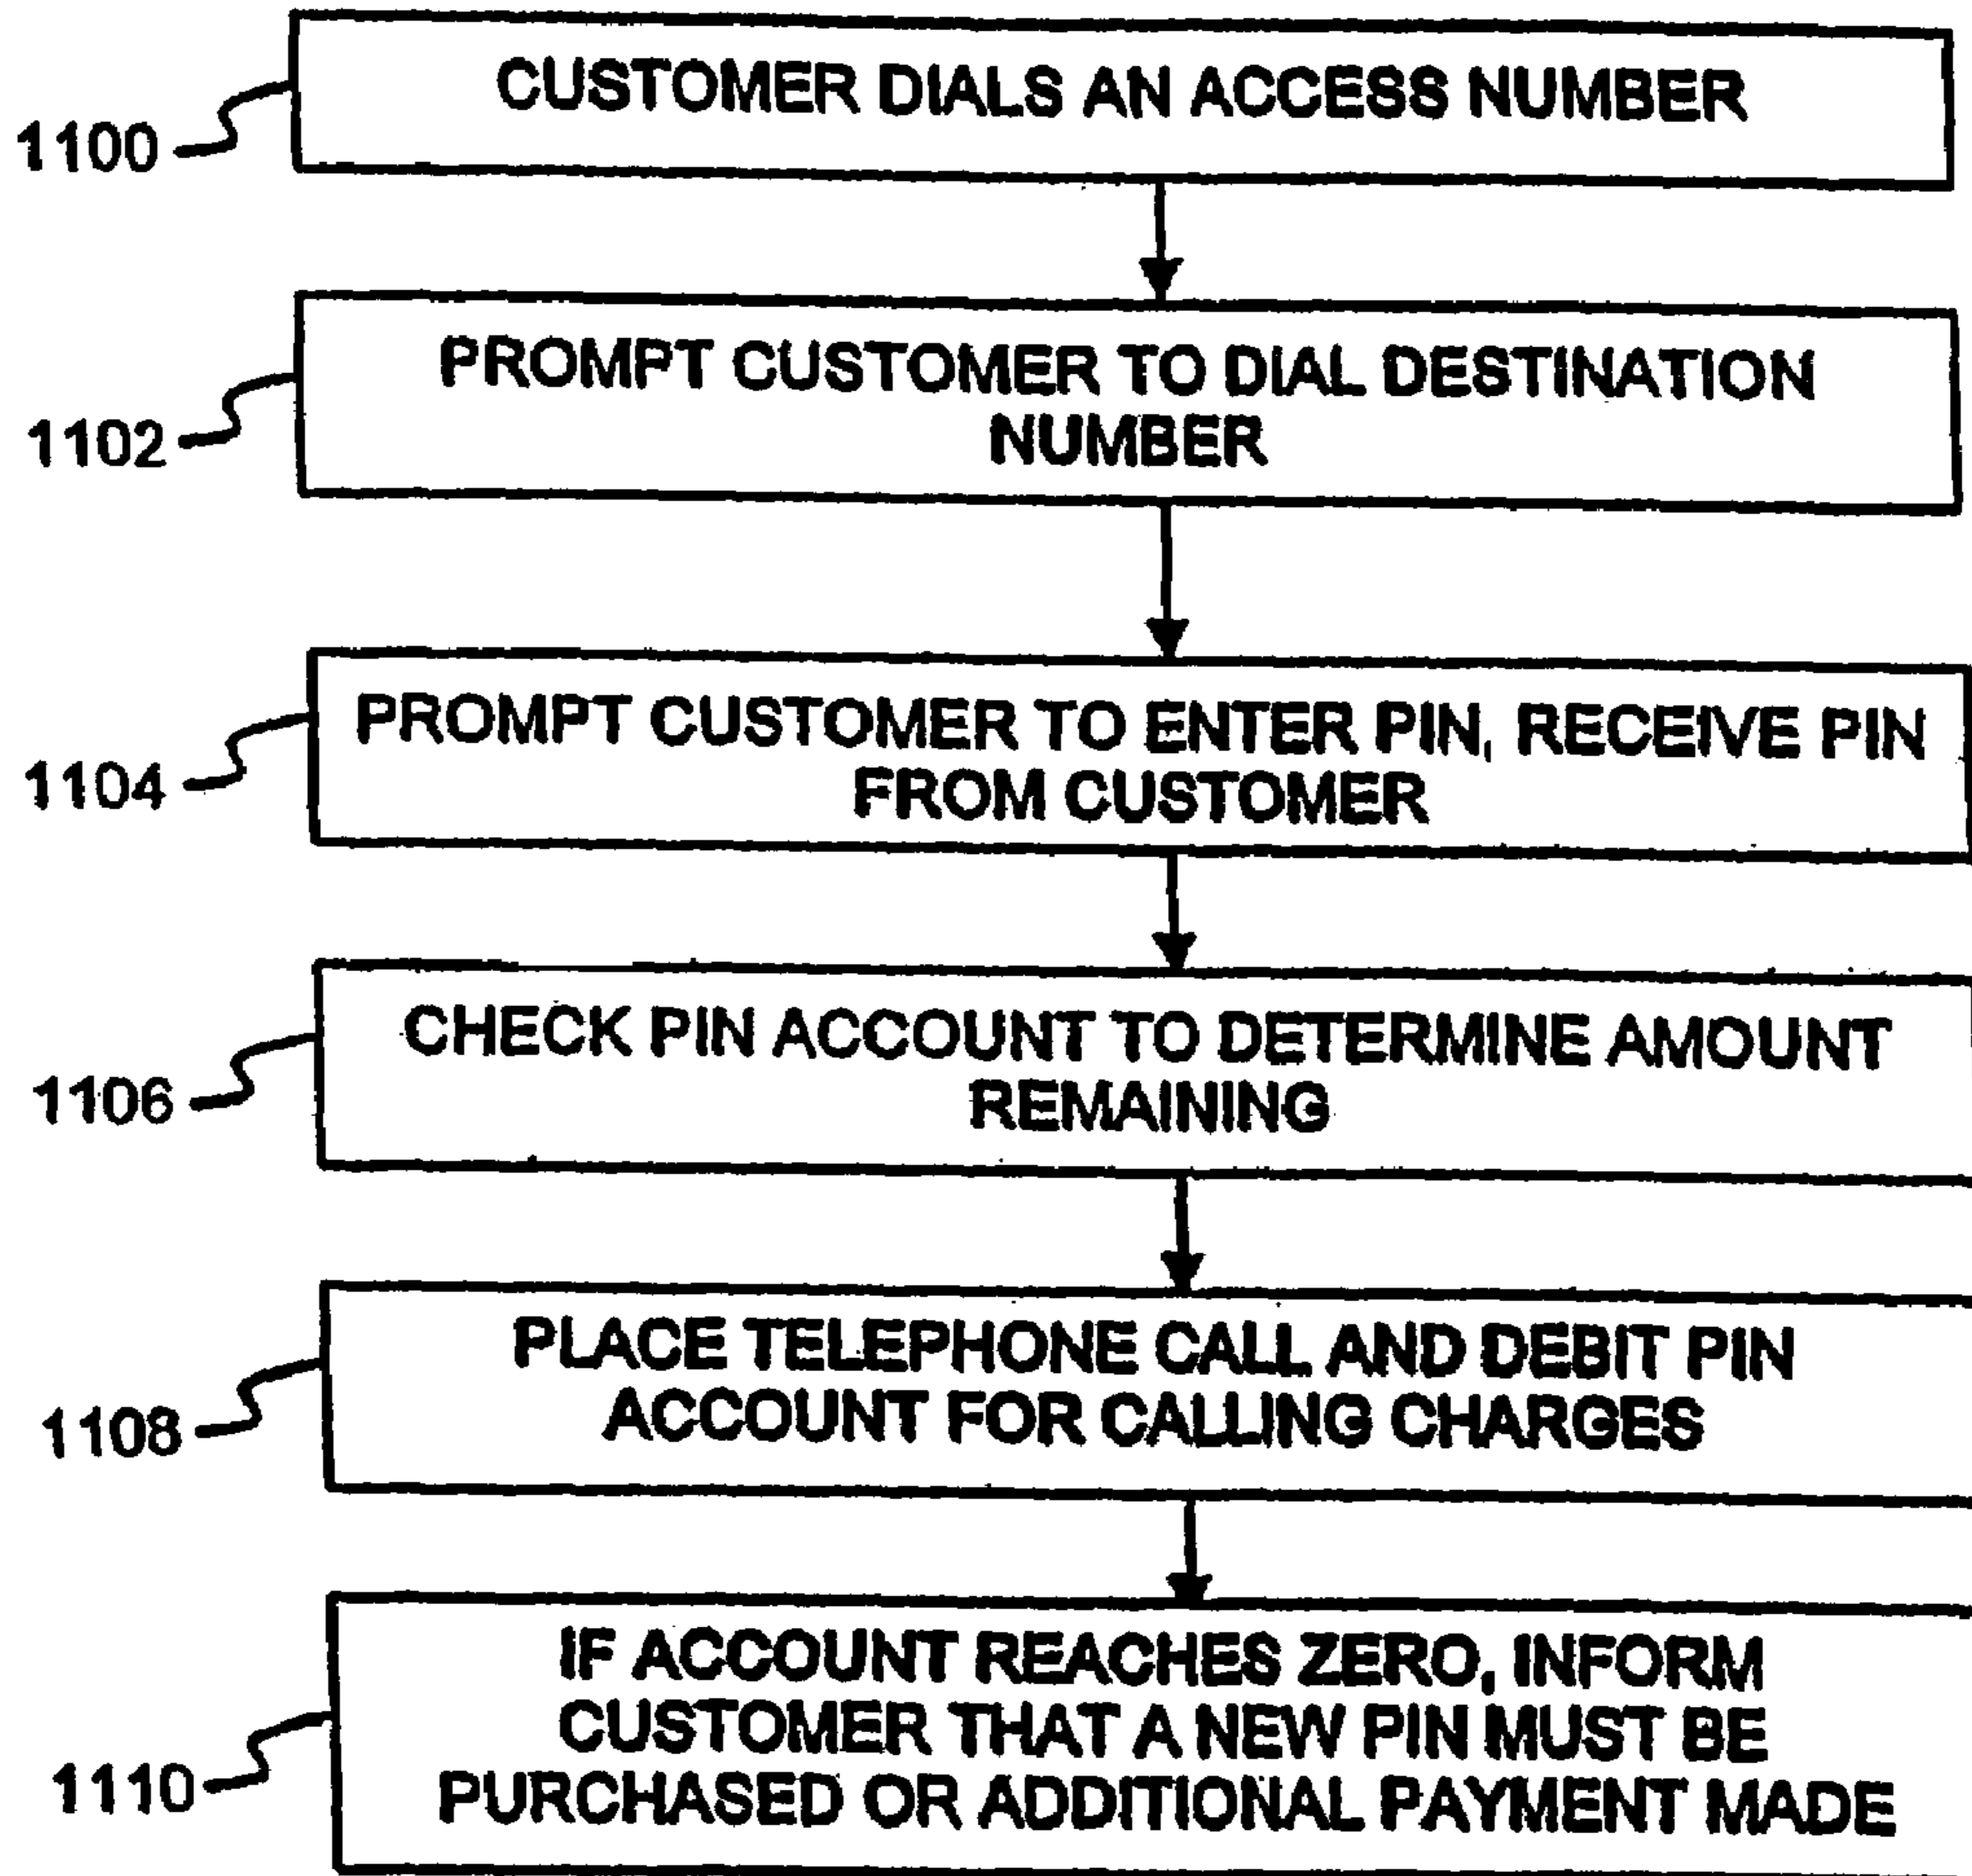 CUSTOMER DIALS AN ACCESS NUMBER
1100
PROMPT CUSTOMER TO DIAL DESTINATION
NUMBER
1102
PROMPT CUSTOMER TO ENTER PIN, RECEIVE PIN
FROM CUSTOMER
1104
CHECK PIN ACCOUNT TO DETERMINE AMOUNT
REMAINING
1106
PLACE TELEPHONE CALL AND DEBIT PIN
ACCOUNT FOR CALLING CHARGES
1108
IF ACCOUNT REACHES ZERO, INFORM
CUSTOMER THAT A NEW PIN MUST BE
PURCHASED OR ADDITIONAL PAYMENT MADE
1110